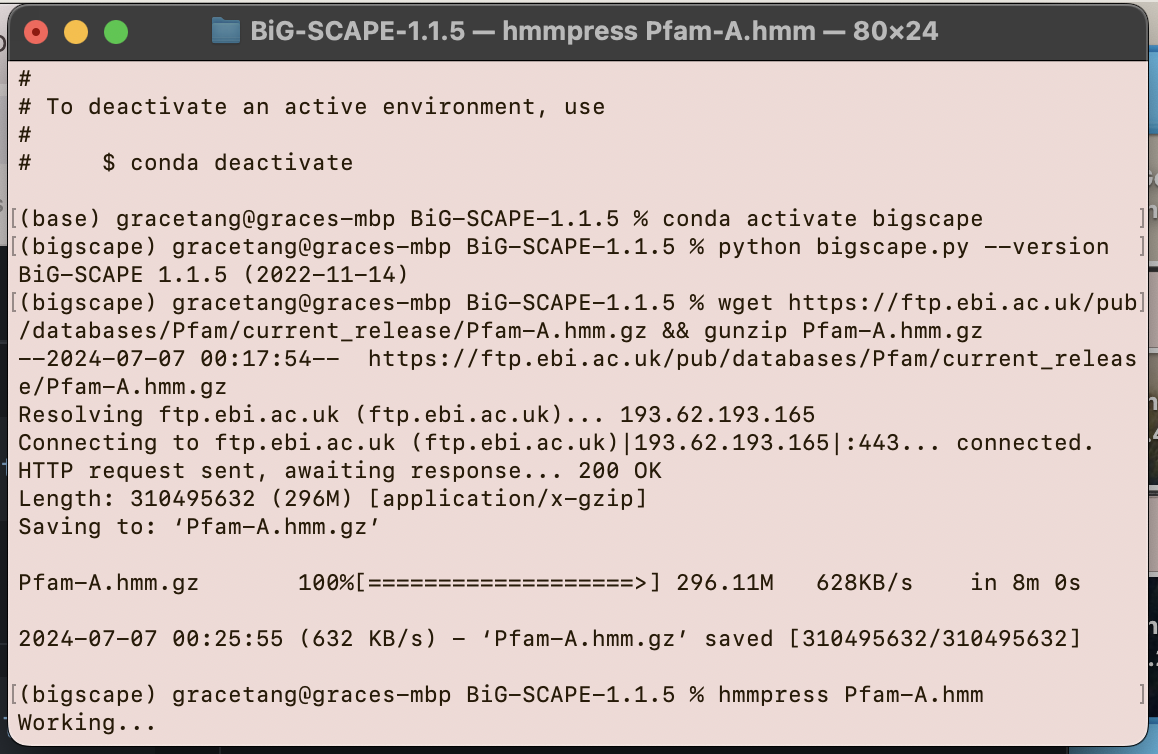 BiG-SCAPE-1.1.5 — hmmpress Pfam-A.hmm — 80×24
#
# To deactivate an active environment, use
#
#     $ conda deactivate
[(base) gracetang@graces-mbp BiG-SCAPE-1.1.5 % conda activate bigscape ]
[(bigscape) gracetang@graces-mbp BiG-SCAPE-1.1.5 % python bigscape.py --version ]
BiG-SCAPE 1.1.5 (2022-11-14)
[(bigscape) gracetang@graces-mbp BiG-SCAPE-1.1.5 % wget https://ftp.ebi.ac.uk/pub]
/databases/Pfam/current_release/Pfam-A.hmm.gz && gunzip Pfam-A.hmm.gz
--2024-07-07 00:17:54--  https://ftp.ebi.ac.uk/pub/databases/Pfam/current_releas
e/Pfam-A.hmm.gz
Resolving ftp.ebi.ac.uk (ftp.ebi.ac.uk)... 193.62.193.165
Connecting to ftp.ebi.ac.uk (ftp.ebi.ac.uk)|193.62.193.165|:443... connected.
HTTP request sent, awaiting response... 200 OK
Length: 310495632 (296M) [application/x-gzip]
Saving to: ‘Pfam-A.hmm.gz’
Pfam-A.hmm.gz       100%[===================>] 296.11M   628KB/s    in 8m 0s
2024-07-07 00:25:55 (632 KB/s) - ‘Pfam-A.hmm.gz’ saved [310495632/310495632]
[(bigscape) gracetang@graces-mbp BiG-SCAPE-1.1.5 % hmmpress Pfam-A.hmm ]
Working...